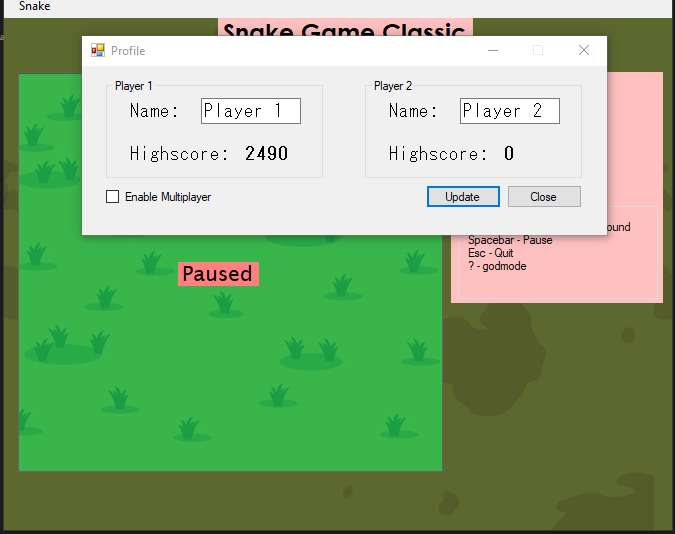 Snake
Snake Game Classic
Profile
Player 1
Name: Player 1
Highscore: 2490
Player 2
Name: Player 2
Highscore: 0
Enable Multiplayer
Update
Close
Spacebar - Pause
Esc - Quit
? - godmode
Paused